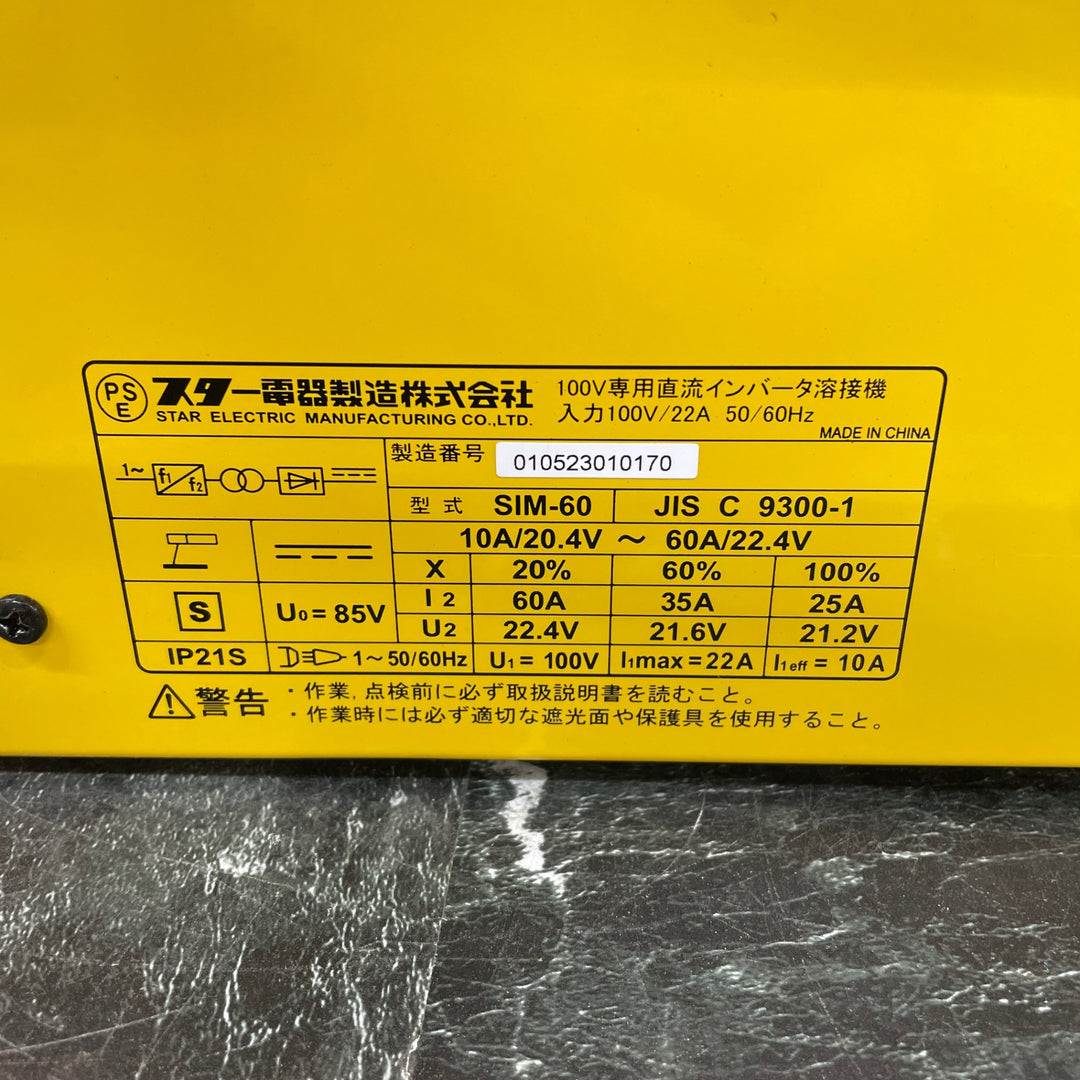 PS
E
スター電器製造株式会社
STAR ELECTRIC MANUFACTURING CO.,LTD.
100V専用直流インバータ溶接機
入力100V/22A 50/60Hz
MADE IN CHINA
1~ f1/f2
製造番号 010523010170
型式 SIM-60 JIS C 9300-1
10A/20.4V ～ 60A/22.4V
X 20% 60% 100%
I2 60A 35A 25A
U2 22.4V 21.6V 21.2V
S U0=85V
IP21S 1~50/60Hz U1=100V I1max=22A I1eff=10A
警告 ・作業,点検前に必ず取扱説明書を読むこと。
・作業時には必ず適切な遮光面や保護具を使用すること。